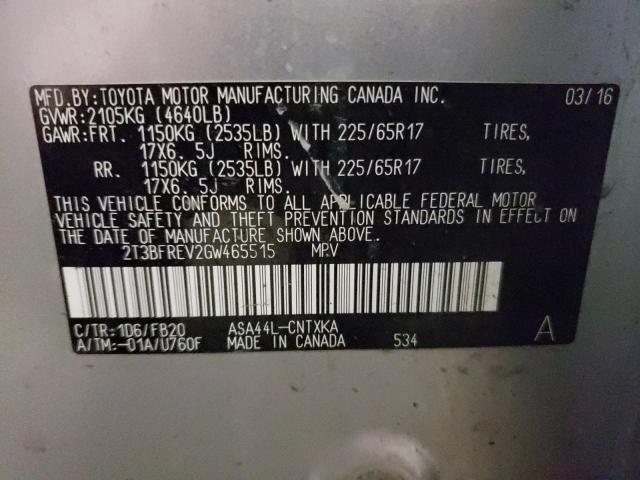 MFD.BY:TOYOTA MOTOR MANUFACTURING CANADA INC. 03/16
GVWR:2105KG (4640LB)
GAWR:FRT. 1150KG (2535LB) WITH 225/65R17 TIRES,
17X6. 5J RIMS.
RR. 1150KG (2535LB) WITH 225/65R17 TIRES,
17X6. 5J RIMS.
THIS VEHICLE CONFORMS TO ALL APPLICABLE FEDERAL MOTOR
VEHICLE SAFETY AND THEFT PREVENTION STANDARDS IN EFFECT ON
THE DATE OF MANUFACTURE SHOWN ABOVE.
2T3BFREV2GW465515 MPV
C/TR:1D6/FB20 ASA44L-CNTXKA A
A/TM:-01A/U760F MADE IN CANADA 534